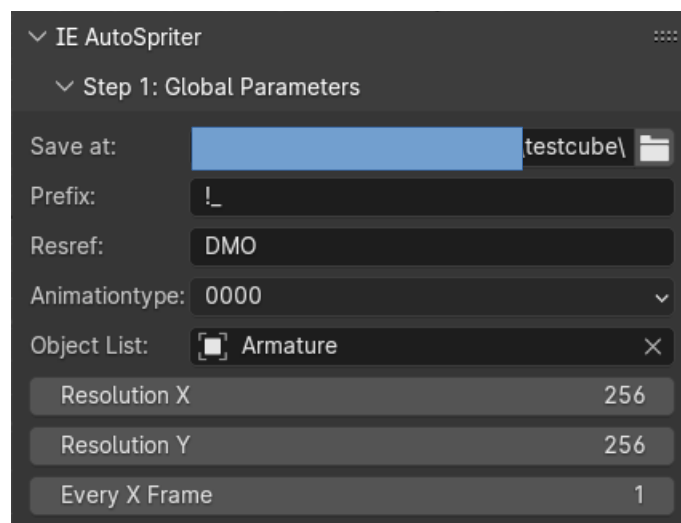 IE AutoSpriter
Step 1: Global Parameters
Save at: \testcube\
Prefix: !_
Resref: DMO
Animationtype: 0000
Object List: Armature
Resolution X 256
Resolution Y 256
Every X Frame 1